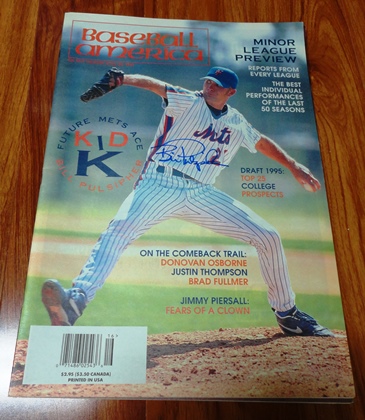 Baseball
america
MINOR
LEAGUE
PREVIEW
REPORTS FROM
EVERY LEAGUE
THE BEST
INDIVIDUAL
PERFORMANCES
OF THE LAST
50 SEASONS
FUTURE METS ACE
KID
K
BILL PULSIPHER
Mets
DRAFT 1995:
TOP 25
COLLEGE
PROSPECTS
ON THE COMEBACK TRAIL:
DONOVAN OSBORNE
JUSTIN THOMPSON
BRAD FULLMER
JIMMY PIERSALL:
FEARS OF A CLOWN
$2.95 ($3.50 CANADA)
PRINTED IN USA